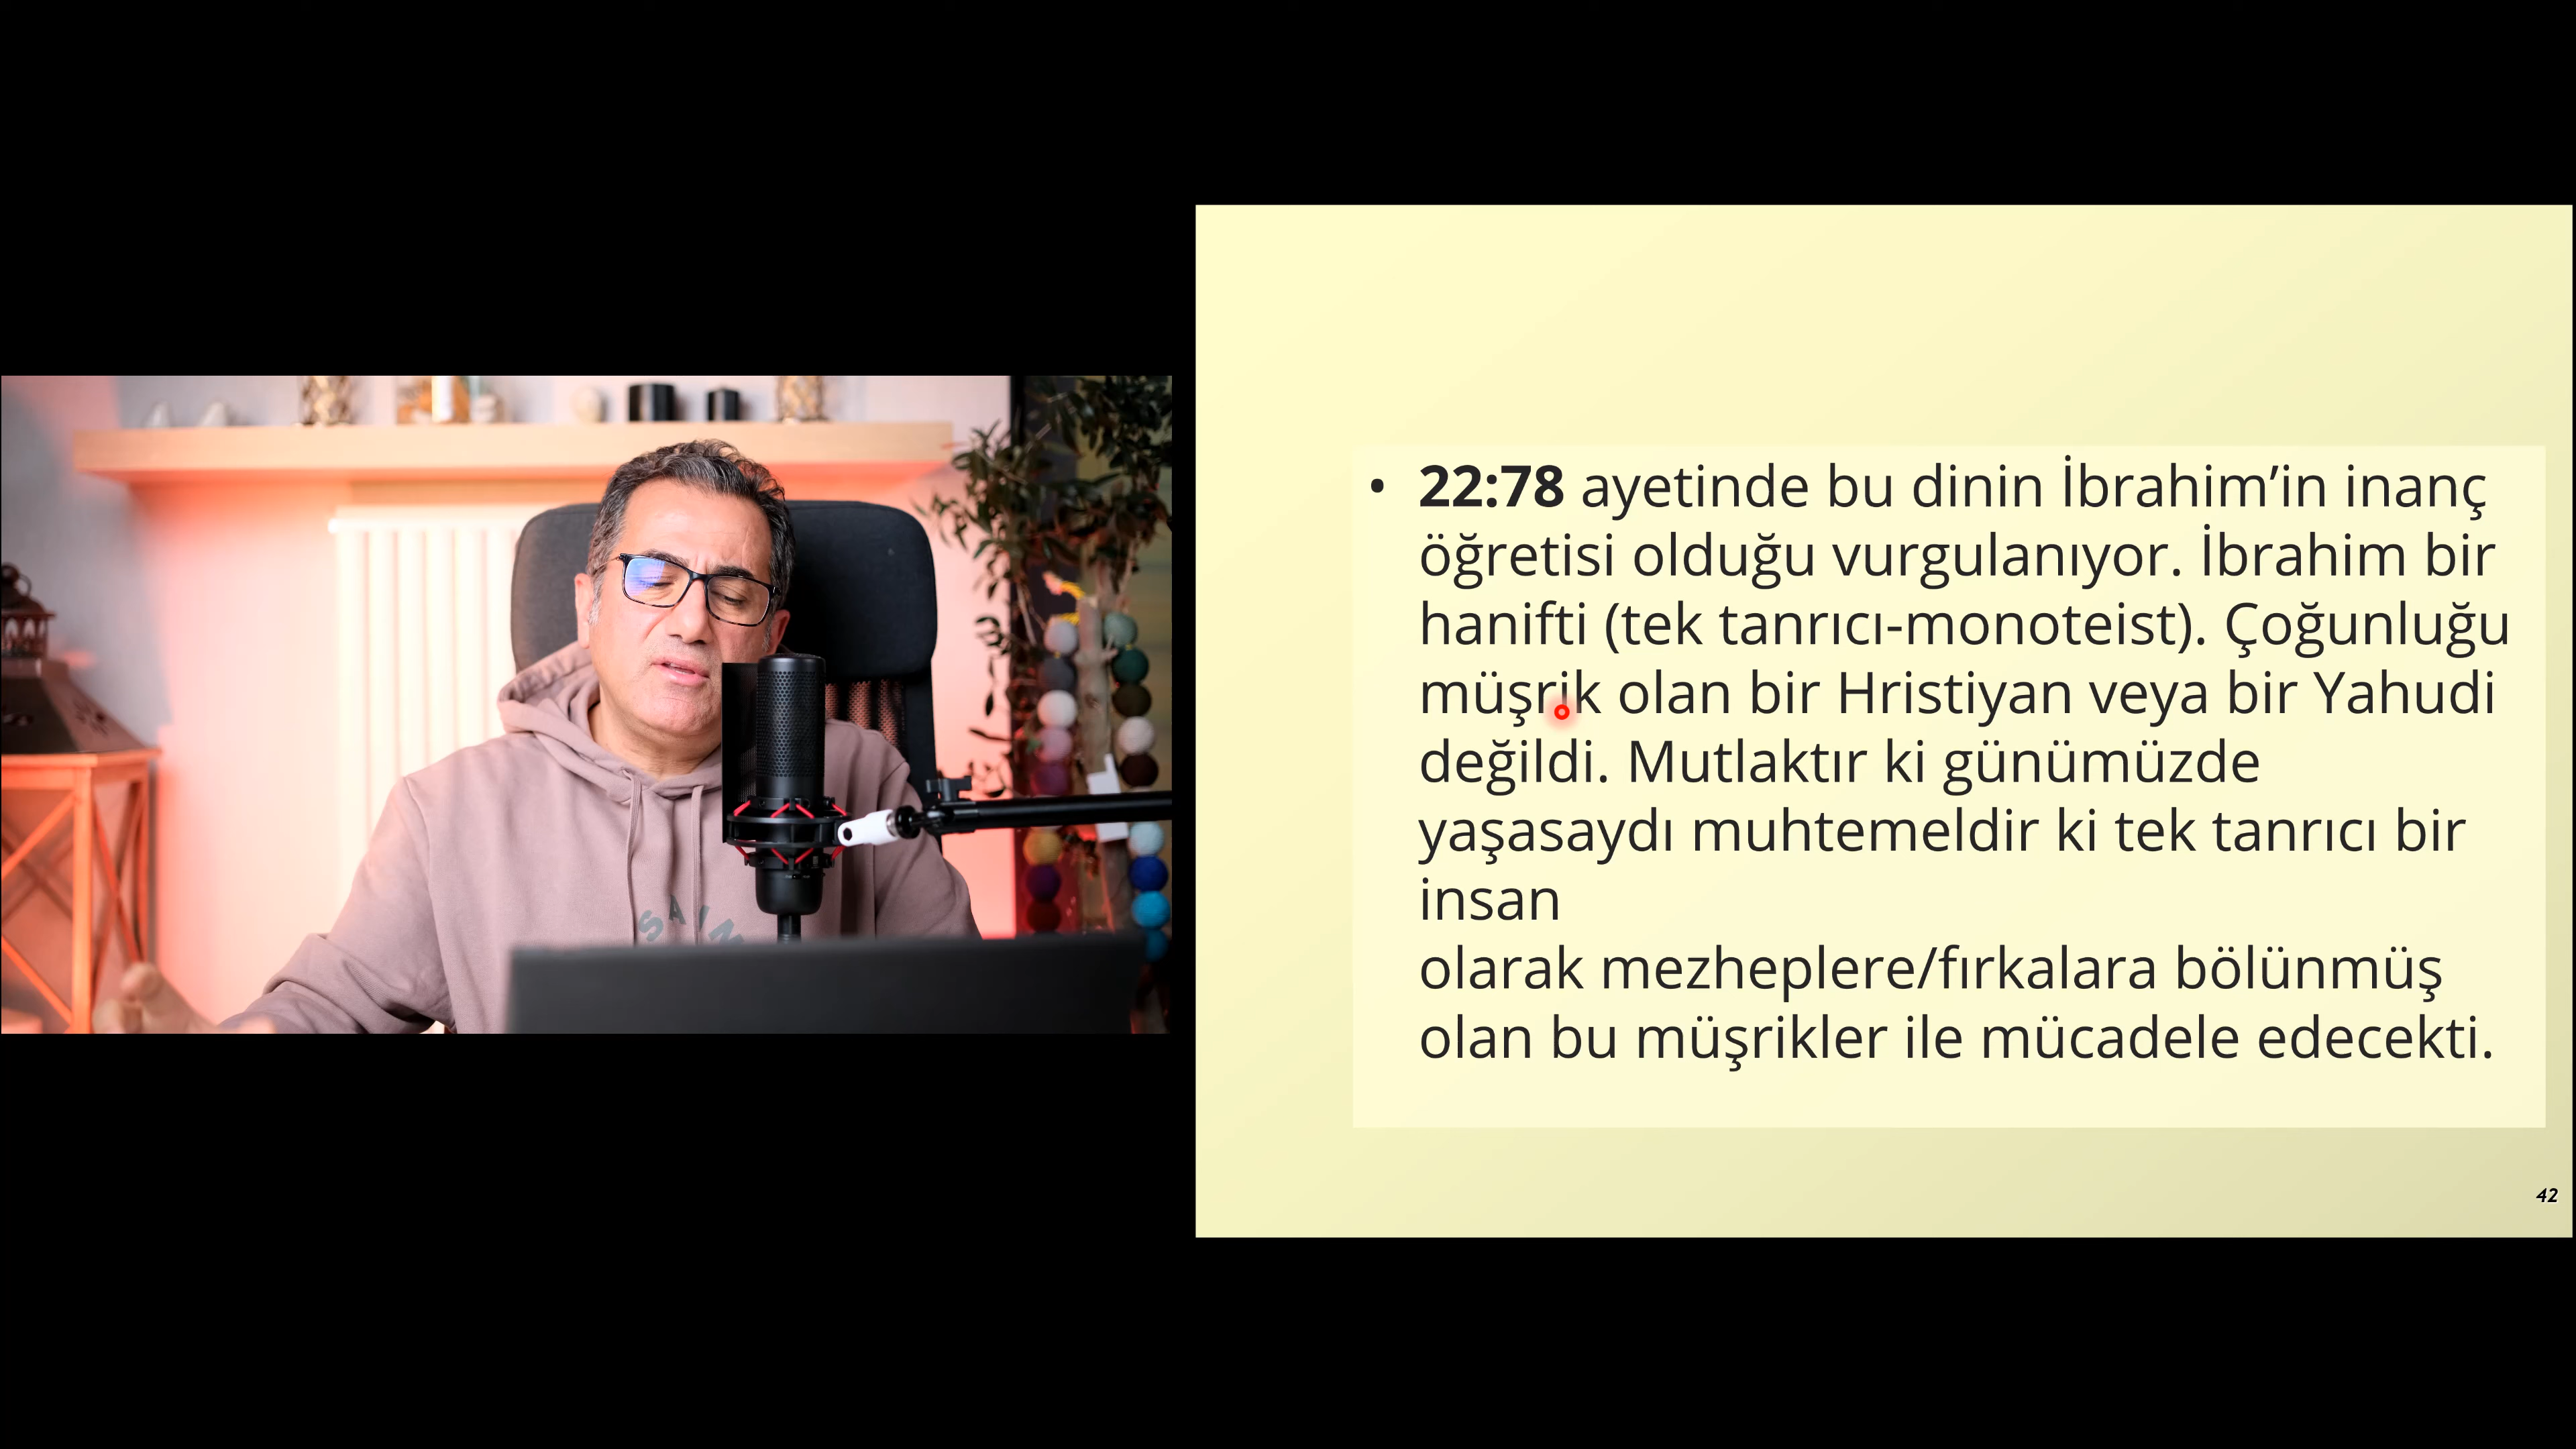 • 22:78 ayetinde bu dinin İbrahim’in inanç
öğretisi olduğu vurgulanıyor. İbrahim bir
hanifti (tek tanrıcı-monoteist). Çoğunluğu
müşrik olan bir Hristiyan veya bir Yahudi
değildi. Mutlaktır ki günümüzde
yaşasaydı muhtemeldir ki tek tanrıcı bir
insan
olarak mezheplere/fırkalara bölünmüş
olan bu müşrikler ile mücadele edecekti.
42